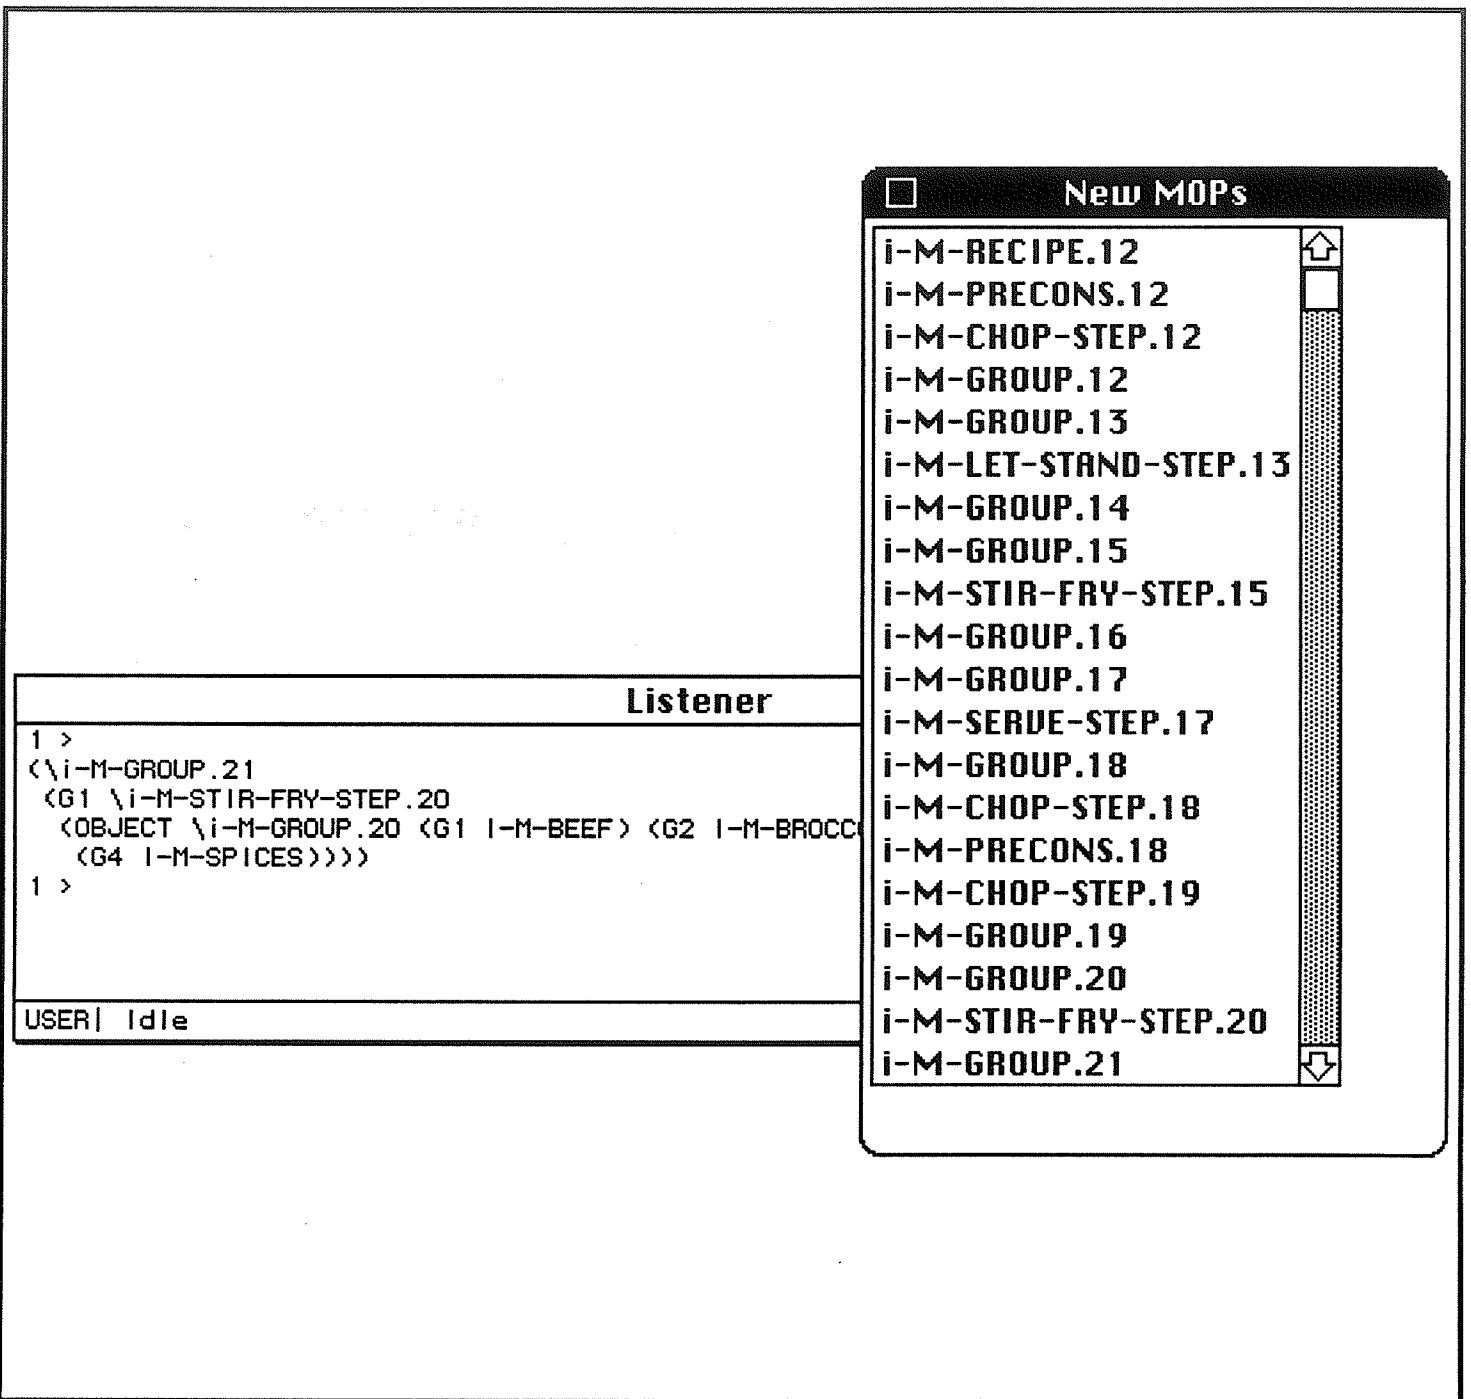 New MOPs
i-M-RECIPE.12
i-M-PRECONS.12
i-M-CHOP-STEP.12
i-M-GROUP.12
i-M-GROUP.13
i-M-LET-STAND-STEP.13
i-M-GROUP.14
i-M-GROUP.15
i-M-STIR-FRY-STEP.15
i-M-GROUP.16
i-M-GROUP.17
i-M-SERVE-STEP.17
i-M-GROUP.18
i-M-CHOP-STEP.18
i-M-PRECONS.18
i-M-CHOP-STEP.19
i-M-GROUP.19
i-M-GROUP.20
i-M-STIR-FRY-STEP.20
i-M-GROUP.21
Listener
1 >
(\i-M-GROUP.21
(G1 \i-M-STIR-FRY-STEP.20
(OBJECT \i-M-GROUP.20 (G1 I-M-BEEF) (G2 I-M-BROCC
(G4 I-M-SPICES))))
1 >
USER| Idle